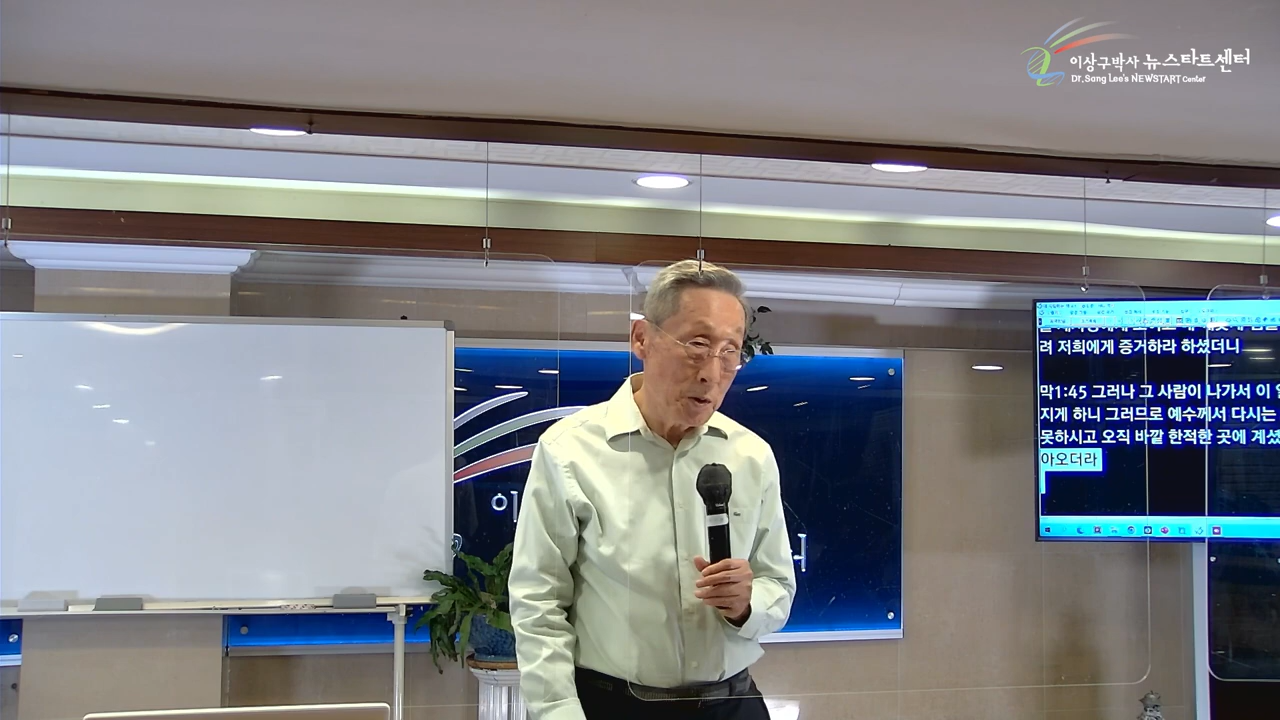 이상구박사 뉴스타트센터
Dr. Sang Lee's NEWSTART Center
려 저희에게 증거하라 하셨더니
막1:45 그러나 그 사람이 나가서 이
지게 하니 그러므로 예수께서 다시는
못하시고 오직 바깥 한적한 곳에 계셨
아오더라
이